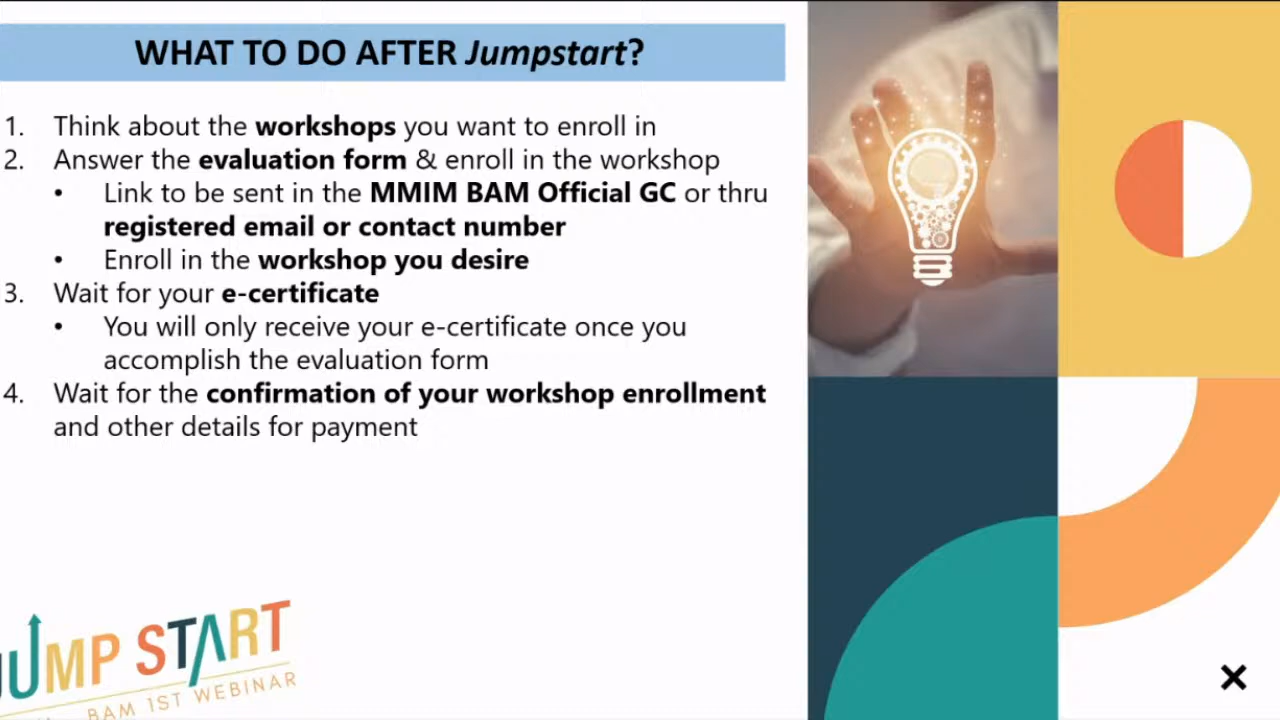 WHAT TO DO AFTER Jumpstart?
1. Think about the workshops you want to enroll in
2. Answer the evaluation form & enroll in the workshop
• Link to be sent in the MMIM BAM Official GC or thru
registered email or contact number
• Enroll in the workshop you desire
3. Wait for your e-certificate
• You will only receive your e-certificate once you
accomplish the evaluation form
4. Wait for the confirmation of your workshop enrollment
and other details for payment
JUMP START
BAM 1ST WEBINAR